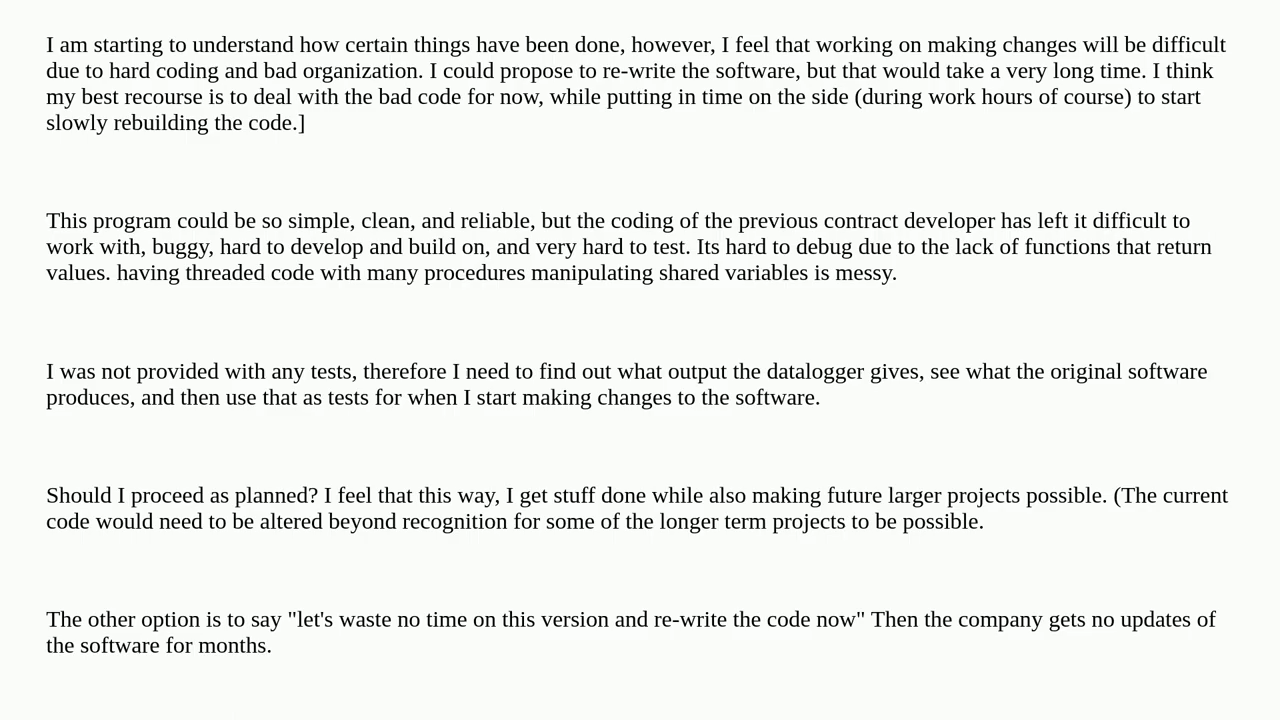 I am starting to understand how certain things have been done, however, I feel that working on making changes will be difficult
due to hard coding and bad organization. I could propose to re-write the software, but that would take a very long time. I think
my best recourse is to deal with the bad code for now, while putting in time on the side (during work hours of course) to start
slowly rebuilding the code.]
This program could be so simple, clean, and reliable, but the coding of the previous contract developer has left it difficult to
work with, buggy, hard to develop and build on, and very hard to test. Its hard to debug due to the lack of functions that return
values. having threaded code with many procedures manipulating shared variables is messy.
I was not provided with any tests, therefore I need to find out what output the datalogger gives, see what the original software
produces, and then use that as tests for when I start making changes to the software.
Should I proceed as planned? I feel that this way, I get stuff done while also making future larger projects possible. (The current
code would need to be altered beyond recognition for some of the longer term projects to be possible.
The other option is to say "let's waste no time on this version and re-write the code now" Then the company gets no updates of
the software for months.